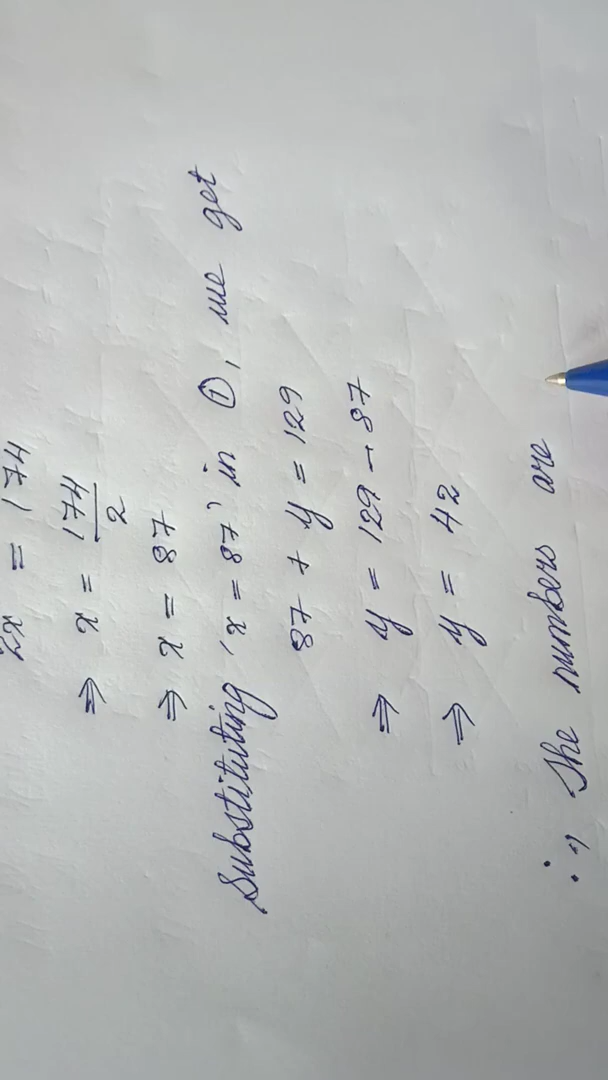 2x = 174
⇒ x = 174/2
⇒ x = 87
Substituting 'x = 87' in ①, we get
87 + y = 129
⇒ y = 129 - 87
⇒ y = 42
∴, The numbers are